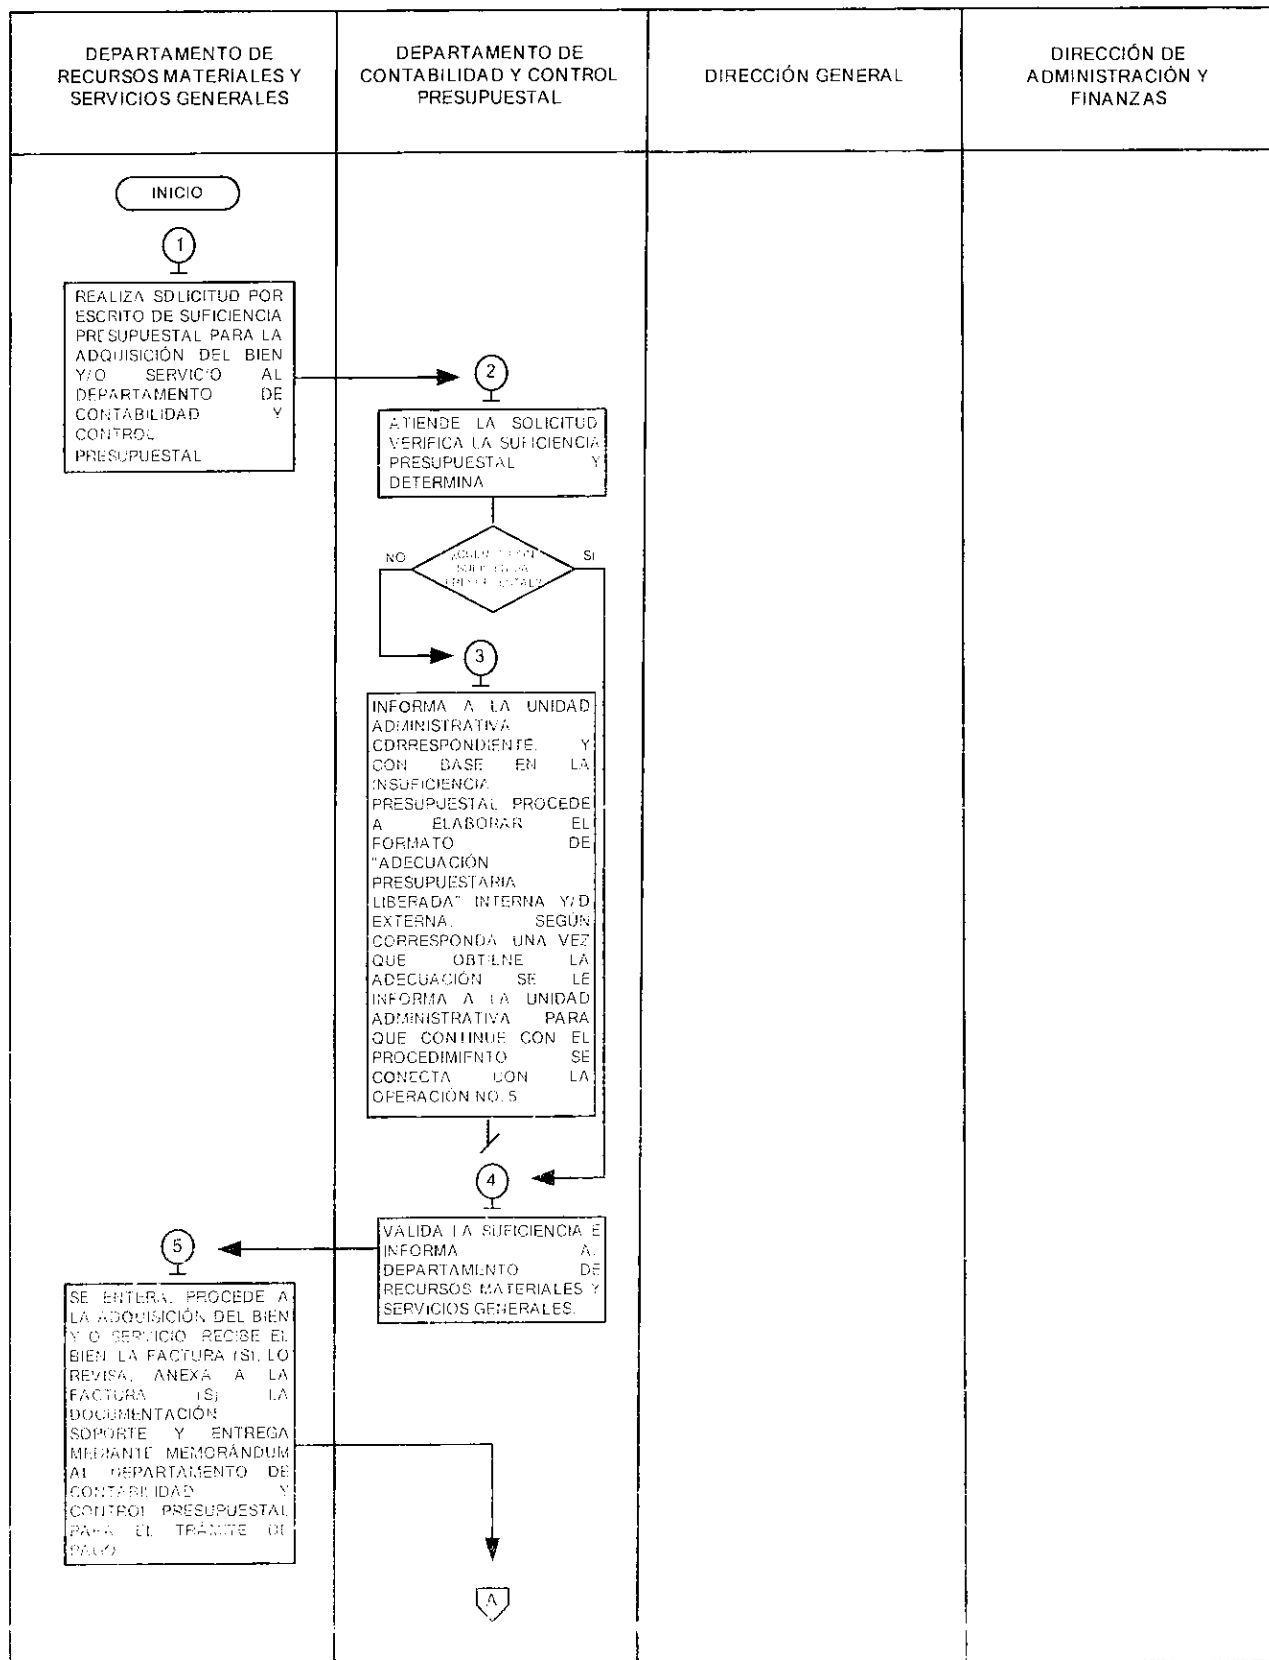 DEPARTAMENTO DE
RECURSOS MATERIALES Y
SERVICIOS GENERALES
DEPARTAMENTO DE
CONTABILIDAD Y CONTROL
PRESUPUESTAL
DIRECCIÓN GENERAL
DIRECCIÓN DE
ADMINISTRACIÓN Y
FINANZAS
INICIO
1
REALIZA SOLICITUD POR
ESCRITO DE SUFICIENCIA
PRESUPUESTAL PARA LA
ADQUISICIÓN DEL BIEN
Y/O SERVICIO AL
DEPARTAMENTO DE
CONTABILIDAD Y
CONTROL
PRESUPUESTAL
2
ATIENDE LA SOLICITUD
VERIFICA LA SUFICIENCIA
PRESUPUESTAL Y
DETERMINA
NO
SI
3
INFORMA A LA UNIDAD
ADMINISTRATIVA
CORRESPONDIENTE, Y
CON BASE EN LA
INSUFICIENCIA
PRESUPUESTAL PROCEDE
A ELABORAR EL
FORMATO DE
"ADECUACIÓN
PRESUPUESTARIA
LIBERADA" INTERNA Y/O
EXTERNA, SEGÚN
CORRESPONDA UNA VEZ
QUE OBTIENE LA
ADECUACIÓN SE LE
INFORMA A LA UNIDAD
ADMINISTRATIVA PARA
QUE CONTINUE CON EL
PROCEDIMIENTO SE
CONECTA CON LA
OPERACIÓN NO. 5
4
VALIDA LA SUFICIENCIA E
INFORMA AL
DEPARTAMENTO DE
RECURSOS MATERIALES Y
SERVICIOS GENERALES.
5
SE ENTERA, PROCEDE A
LA ADQUISICIÓN DEL BIEN
Y O SERVICIO RECIBE EL
BIEN LA FACTURA (S), LO
REVISA, ANEXA A LA
FACTURA (S) LA
DOCUMENTACIÓN
SOPORTE Y ENTREGA
MEDIANTE MEMORÁNDUM
AL DEPARTAMENTO DE
CONTABILIDAD Y
CONTROL PRESUPUESTAL
PARA EL TRÁMITE DE
PAGO
A